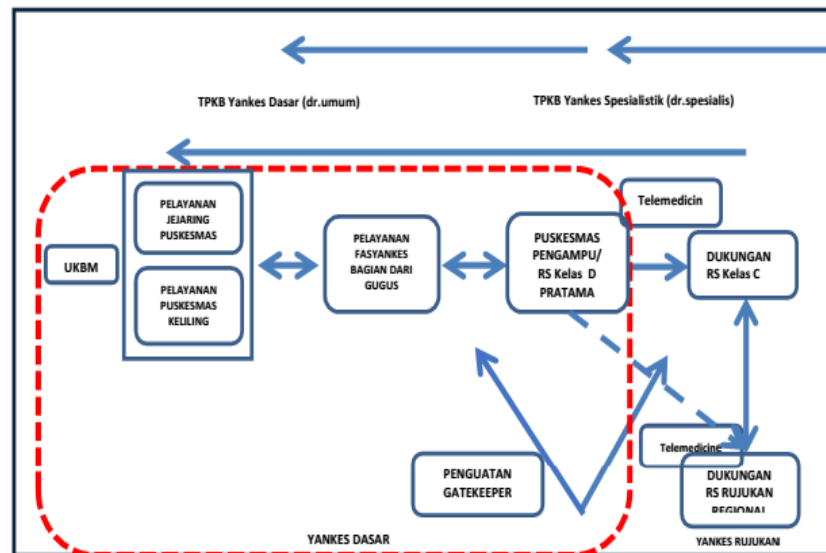 TPKB Yankes Dasar (dr.umum)
TPKB Yankes Spesialistik (dr.spesialis)
UKBM
PELAYANAN
JEJARING
PUSKESMAS
PELAYANAN
PUSKESMAS
KELILING
PELAYANAN
FASYANKES
BAGIAN DARI
GUGUS
PUSKESMAS
PENGAMPU/
RS Kelas D
PRATAMA
Telemedicin
DUKUNGAN
RS Kelas C
PENGUATAN
GATEKEEPER
Telemedicine
DUKUNGAN
RS RUJUKAN
REGIONAL
YANKES DASAR
YANKES RUJUKAN